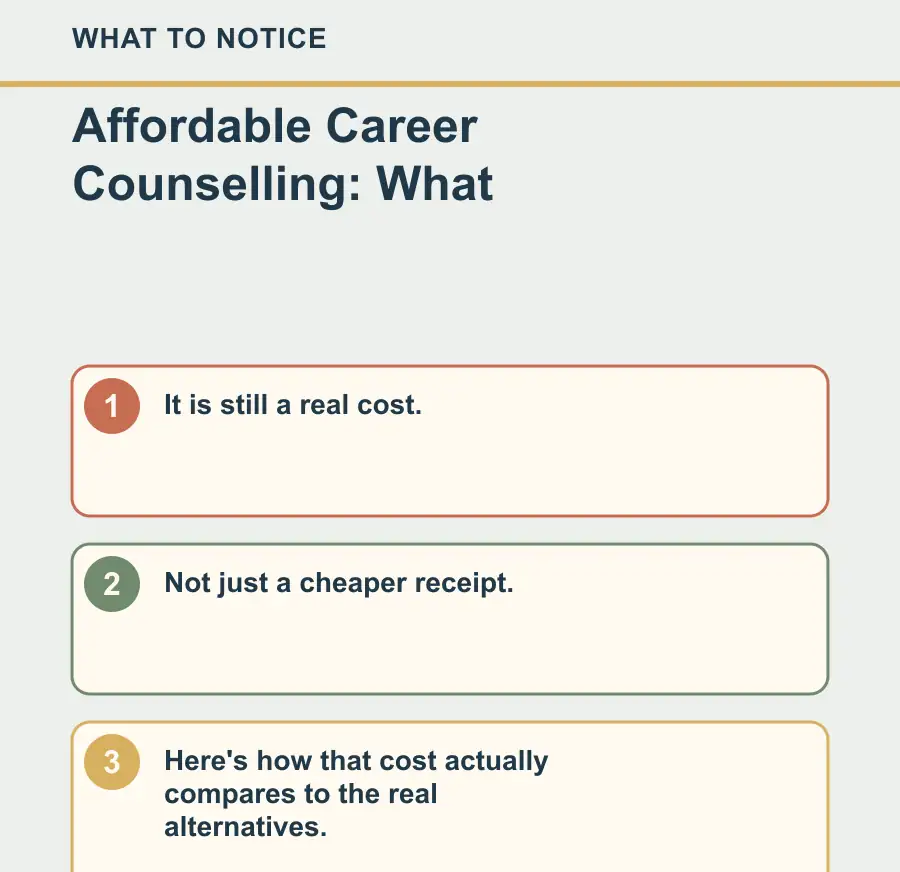 WHAT TO NOTICE
Affordable Career
Counselling: What
1
It is still a real cost.
2
Not just a cheaper receipt.
3
Here's how that cost actually
compares to the real
alternatives.